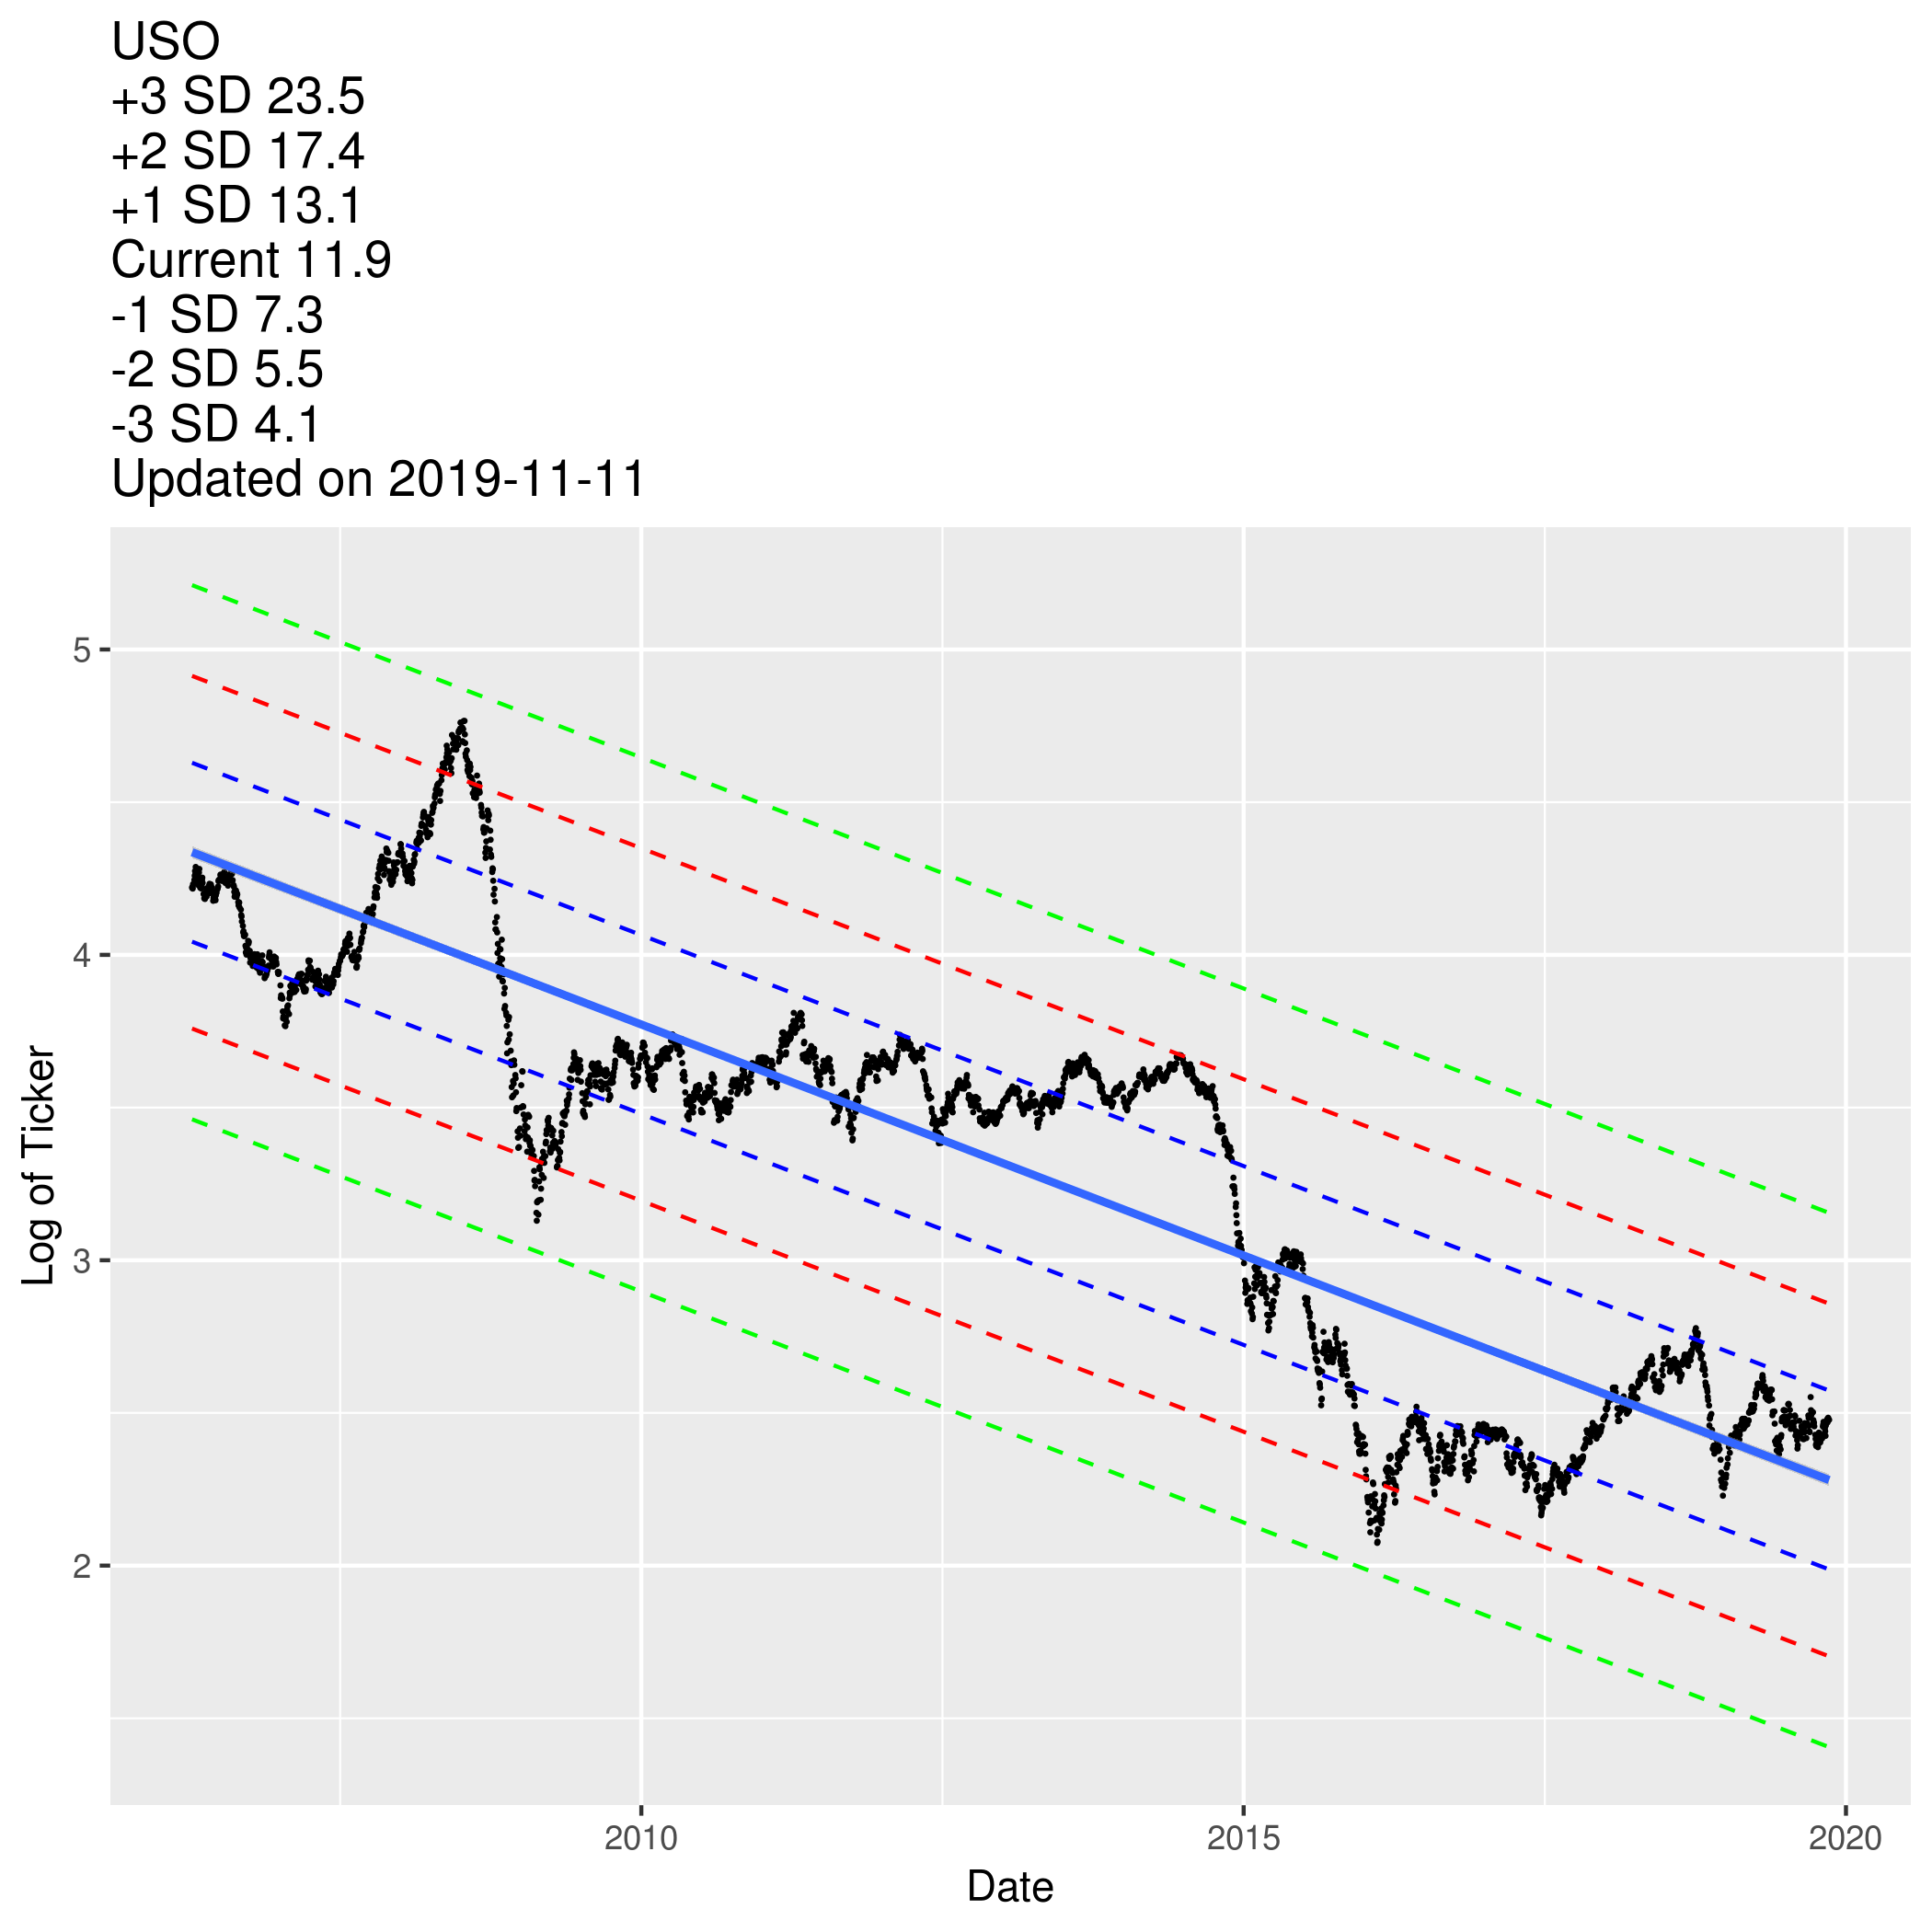 USO
+3 SD 23.5
+2 SD 17.4
+1 SD 13.1
Current 11.9
-1 SD 7.3
-2 SD 5.5
-3 SD 4.1
Updated on 2019-11-11
5
4
3
2
Log of Ticker
2010 2015 2020
Date